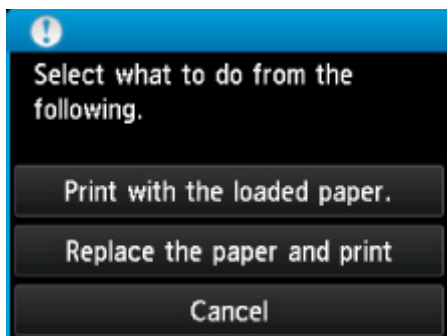 Select what to do from the
following.
Print with the loaded paper.
Replace the paper and print
Cancel